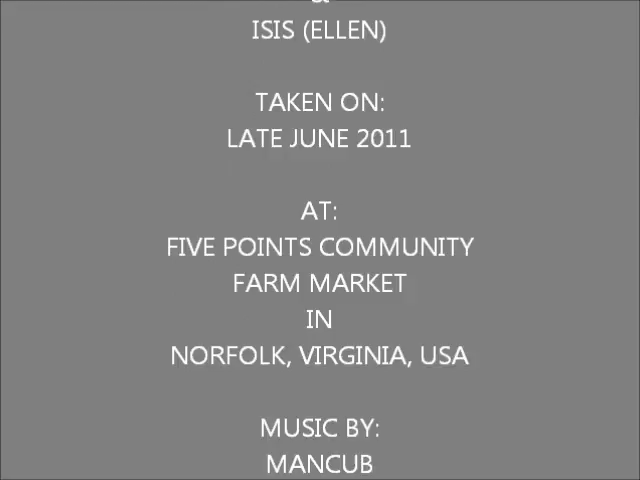 &
ISIS (ELLEN)
TAKEN ON:
LATE JUNE 2011
AT:
FIVE POINTS COMMUNITY
FARM MARKET
IN
NORFOLK, VIRGINIA, USA
MUSIC BY:
MANCUB